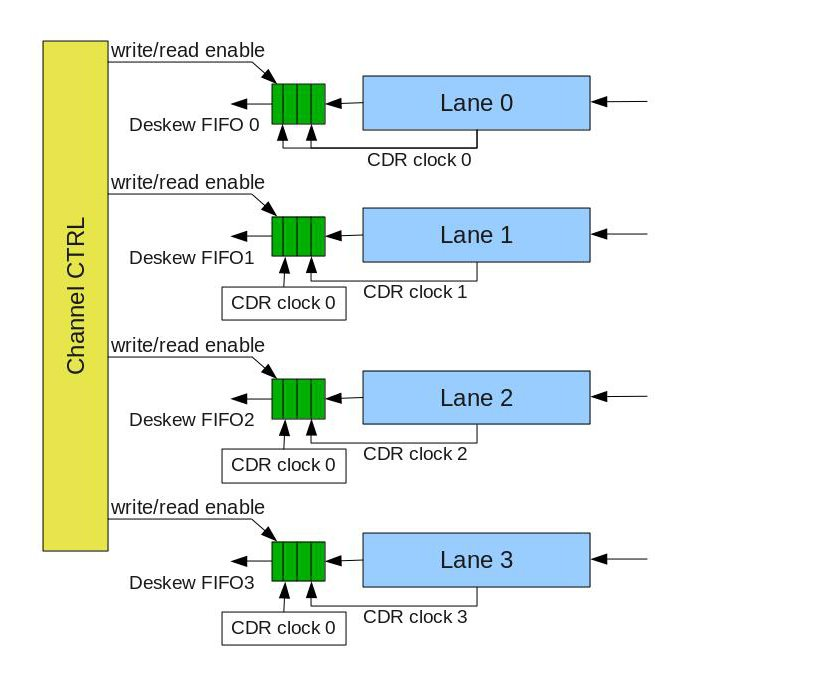 write/read enable
Deskew FIFO 0
Lane 0
CDR clock 0
Channel CTRL
write/read enable
Deskew FIFO1
Lane 1
CDR clock 0
CDR clock 1
write/read enable
Deskew FIFO2
Lane 2
CDR clock 0
CDR clock 2
write/read enable
Deskew FIFO3
Lane 3
CDR clock 0
CDR clock 3